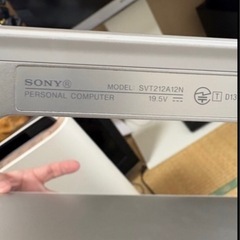 SONY® MODEL SVT212A12N
PERSONAL COMPUTER 19.5V
T D13